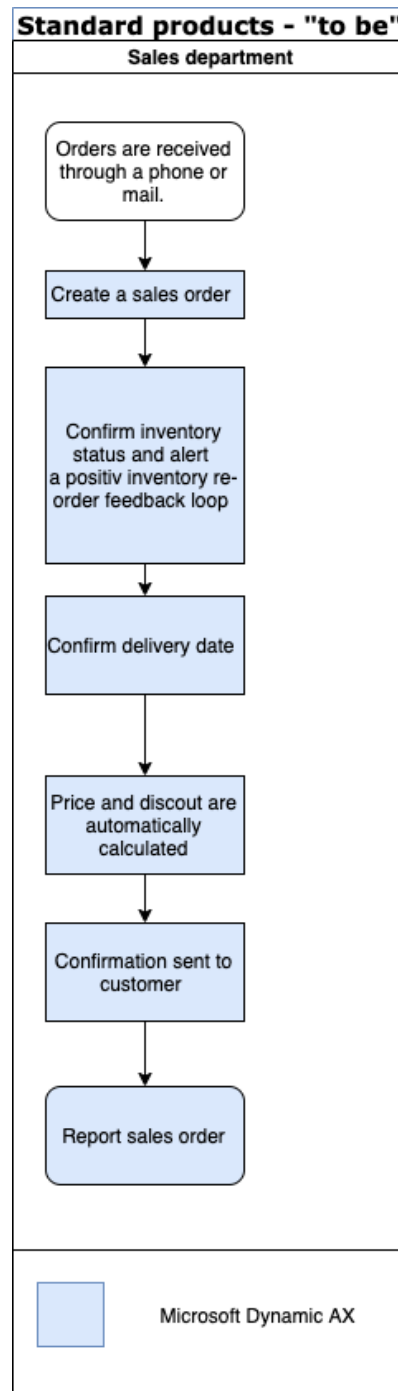 Standard products - "to be"
Sales department
Orders are received
through a phone or
mail.
Create a sales order
Confirm inventory
status and alert
a positiv inventory re-
order feedback loop
Confirm delivery date
Price and discout are
automatically
calculated
Confirmation sent to
customer
Report sales order
Microsoft Dynamic AX